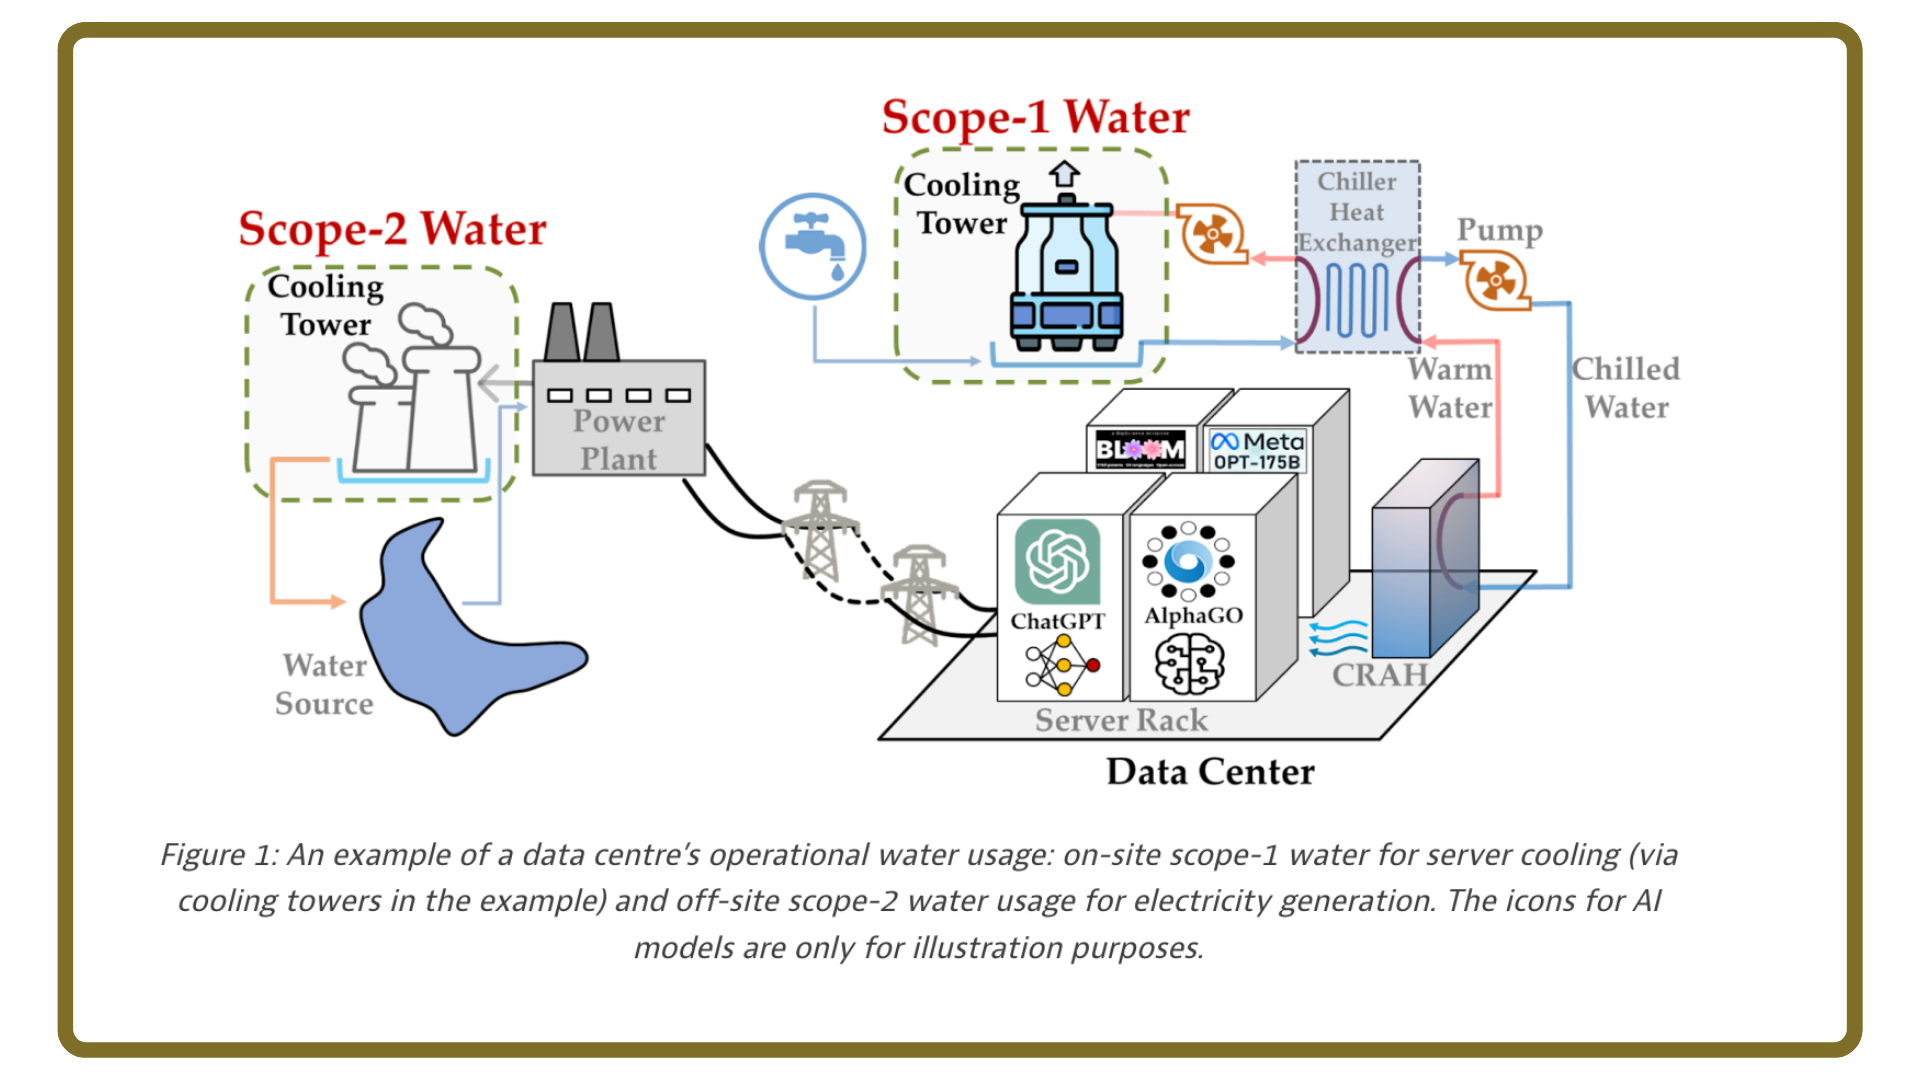 Scope-1 Water
Cooling
Tower
Chiller
Heat
Exchanger
Pump
Scope-2 Water
Cooling
Tower
Power
Plant
Warm
Water
Chilled
Water
BLOOM
Meta
OPT-175B
ChatGPT
AlphaGO
Water
Source
CRAH
Server Rack
Data Center
Figure 1: An example of a data centre's operational water usage: on-site scope-1 water for server cooling (via
cooling towers in the example) and off-site scope-2 water usage for electricity generation. The icons for AI
models are only for illustration purposes.